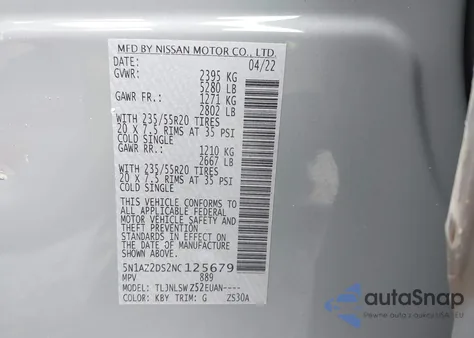 MFD BY NISSAN MOTOR CO., LTD.
DATE: 04/22
GVWR: 2395 KG
5280 LB
GAWR FR.: 1271 KG
2802 LB
WITH 235/55R20 TIRES
20 X 7.5 RIMS AT 35 PSI
COLD SINGLE
GAWR RR.: 1210 KG
2667 LB
WITH 235/55R20 TIRES
20 X 7.5 RIMS AT 35 PSI
COLD SINGLE
THIS VEHICLE CONFORMS TO
ALL APPLICABLE FEDERAL
MOTOR VEHICLE SAFETY AND
THEFT PREVENTION
STANDARDS IN EFFECT ON
THE DATE OF MANUFACTURE
SHOWN ABOVE.
5N1AZ2DS2NC125679
MPV 889
MODEL: TLJNLSWZ52EUAN----
COLOR: KBY TRIM: G ZS30A
autoSnap
PREMIUM AUTO AUCTION